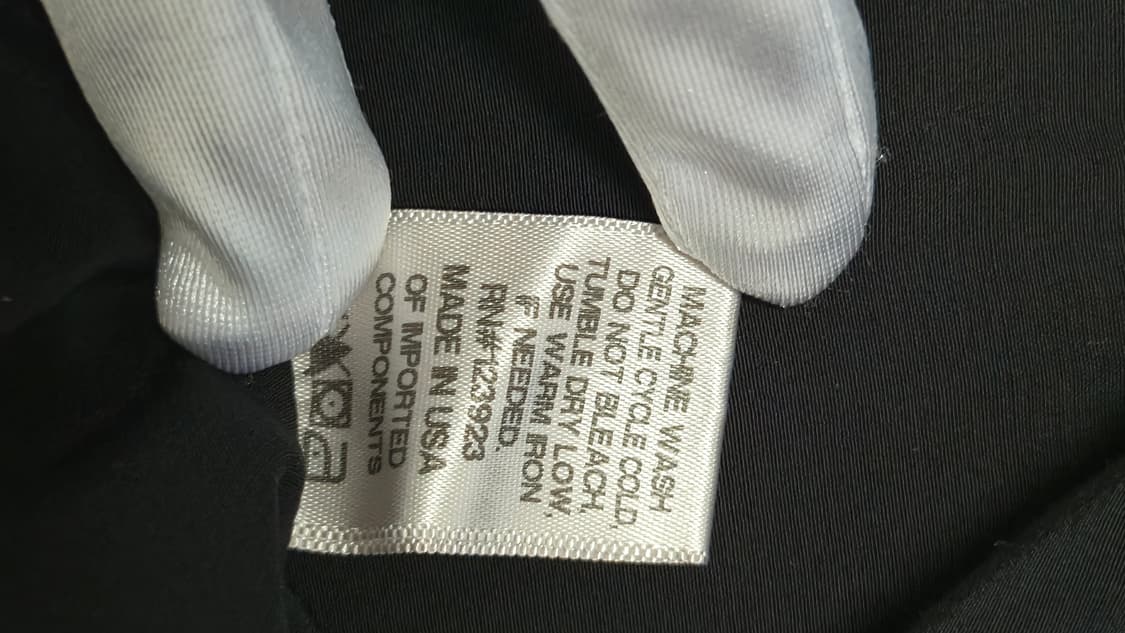 MACHINE WASH
GENTLE CYCLE COLD.
DO NOT BLEACH.
TUMBLE DRY LOW.
USE WARM IRON
IF NEEDED.
RN#123923
MADE IN USA
OF IMPORTED
COMPONENTS